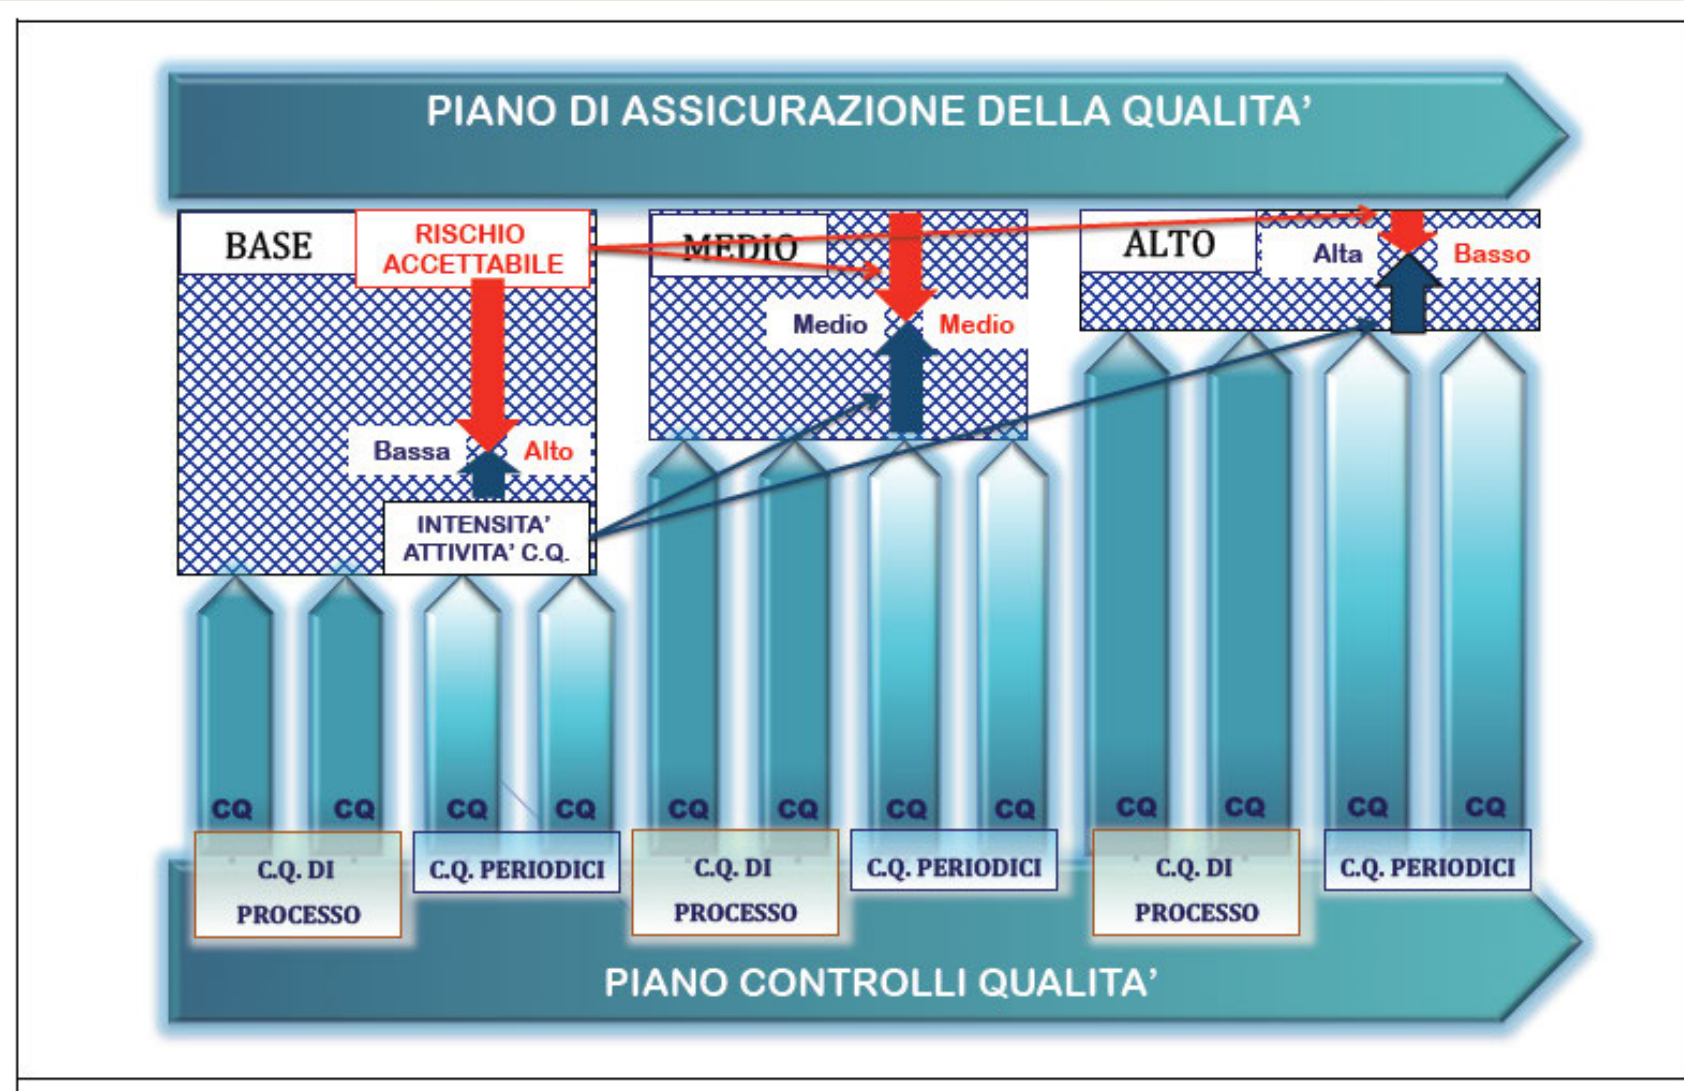 PIANO DI ASSICURAZIONE DELLA QUALITA'
BASE
RISCHIO
ACCETTABILE
MEDIO
ALTO
Alta
Basso
Medio
Medio
Bassa
Alto
INTENSITA'
ATTIVITA' C.Q.
CQ
CQ
CQ
CQ
CQ
CQ
CQ
CQ
CQ
CQ
CQ
CQ
C.Q. DI
PROCESSO
C.Q. PERIODICI
C.Q. DI
PROCESSO
C.Q. PERIODICI
C.Q. DI
PROCESSO
C.Q. PERIODICI
PIANO CONTROLLI QUALITA'